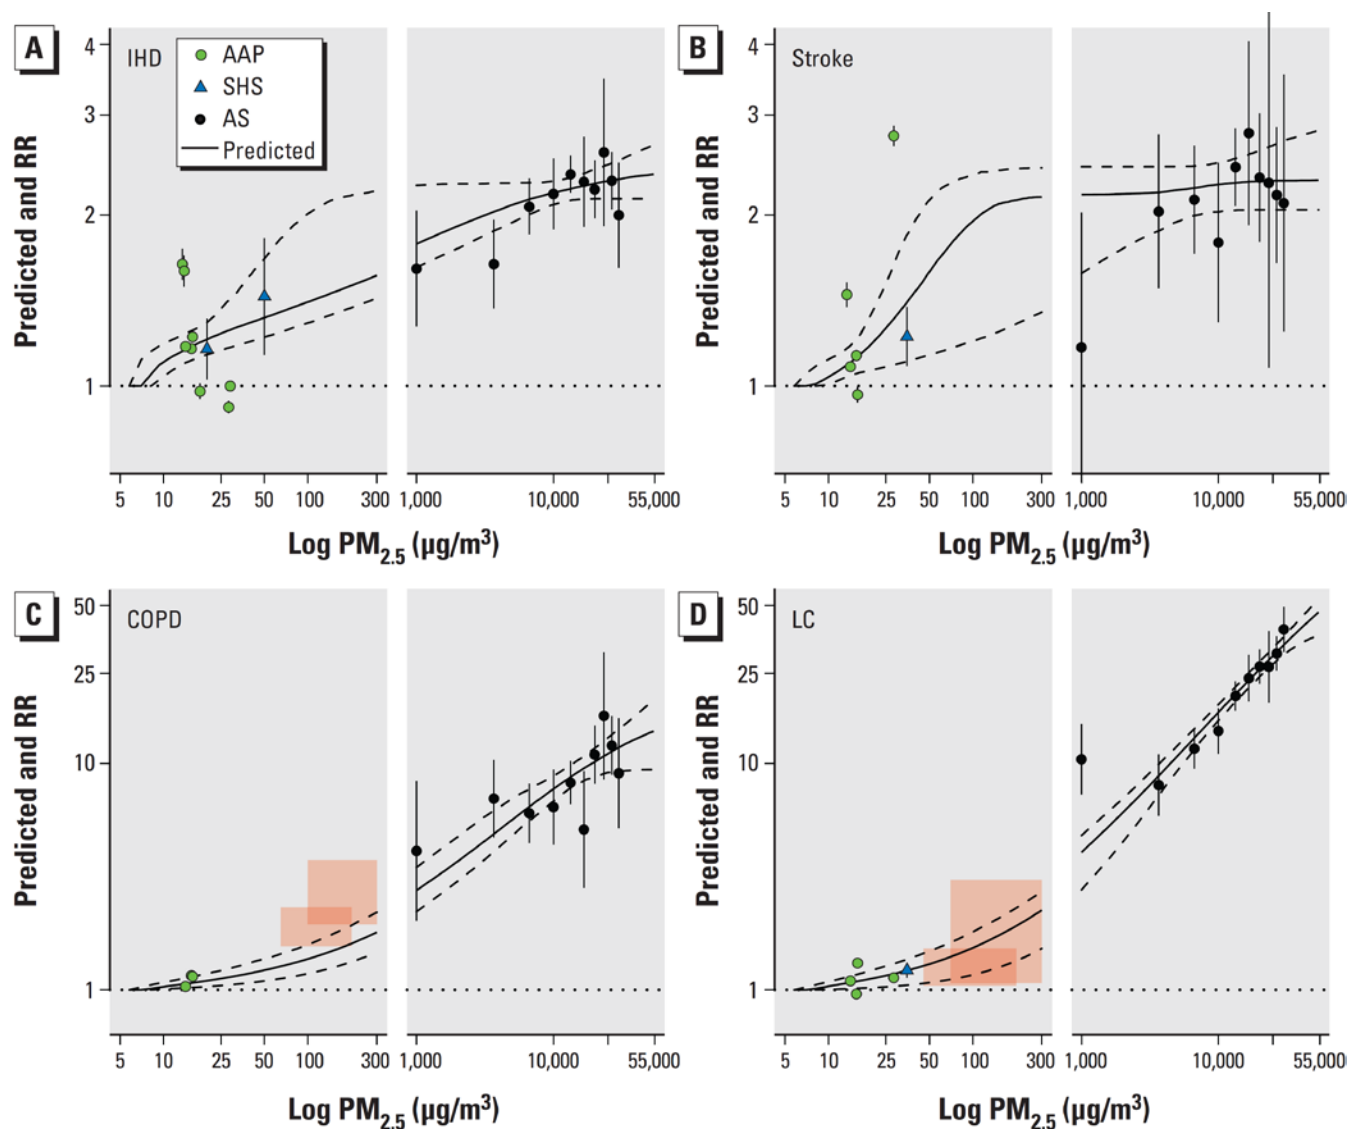 A
IHD
AAP
SHS
AS
Predicted
4
3
2
1
Predicted and RR
5 10 25 50 100 300 1,000 10,000 55,000
Log PM2.5 (μg/m³)
B
Stroke
4
3
2
1
Predicted and RR
5 10 25 50 100 300 1,000 10,000 55,000
Log PM2.5 (μg/m³)
C
COPD
50
25
10
1
Predicted and RR
5 10 25 50 100 300 1,000 10,000 55,000
Log PM2.5 (μg/m³)
D
LC
50
25
10
1
Predicted and RR
5 10 25 50 100 300 1,000 10,000 55,000
Log PM2.5 (μg/m³)